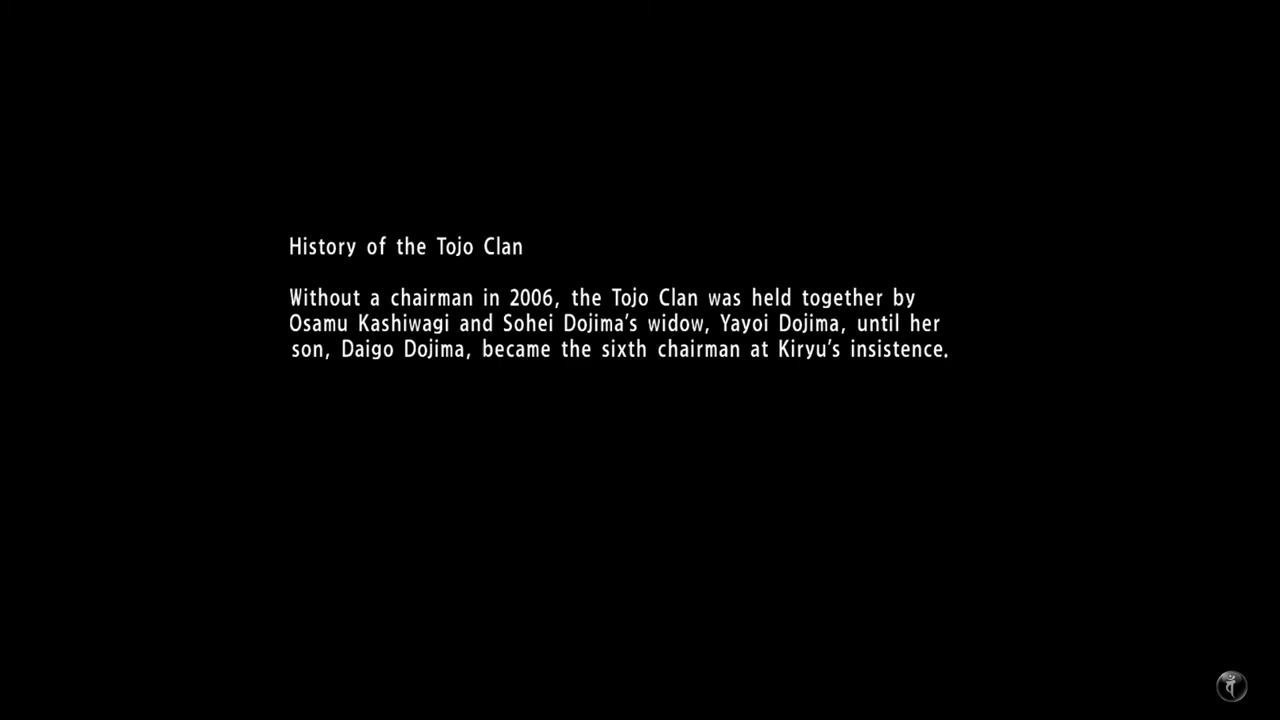 History of the Tojo Clan
Without a chairman in 2006, the Tojo Clan was held together by
Osamu Kashiwagi and Sohei Dojima's widow, Yayoi Dojima, until her
son, Daigo Dojima, became the sixth chairman at Kiryu's insistence.